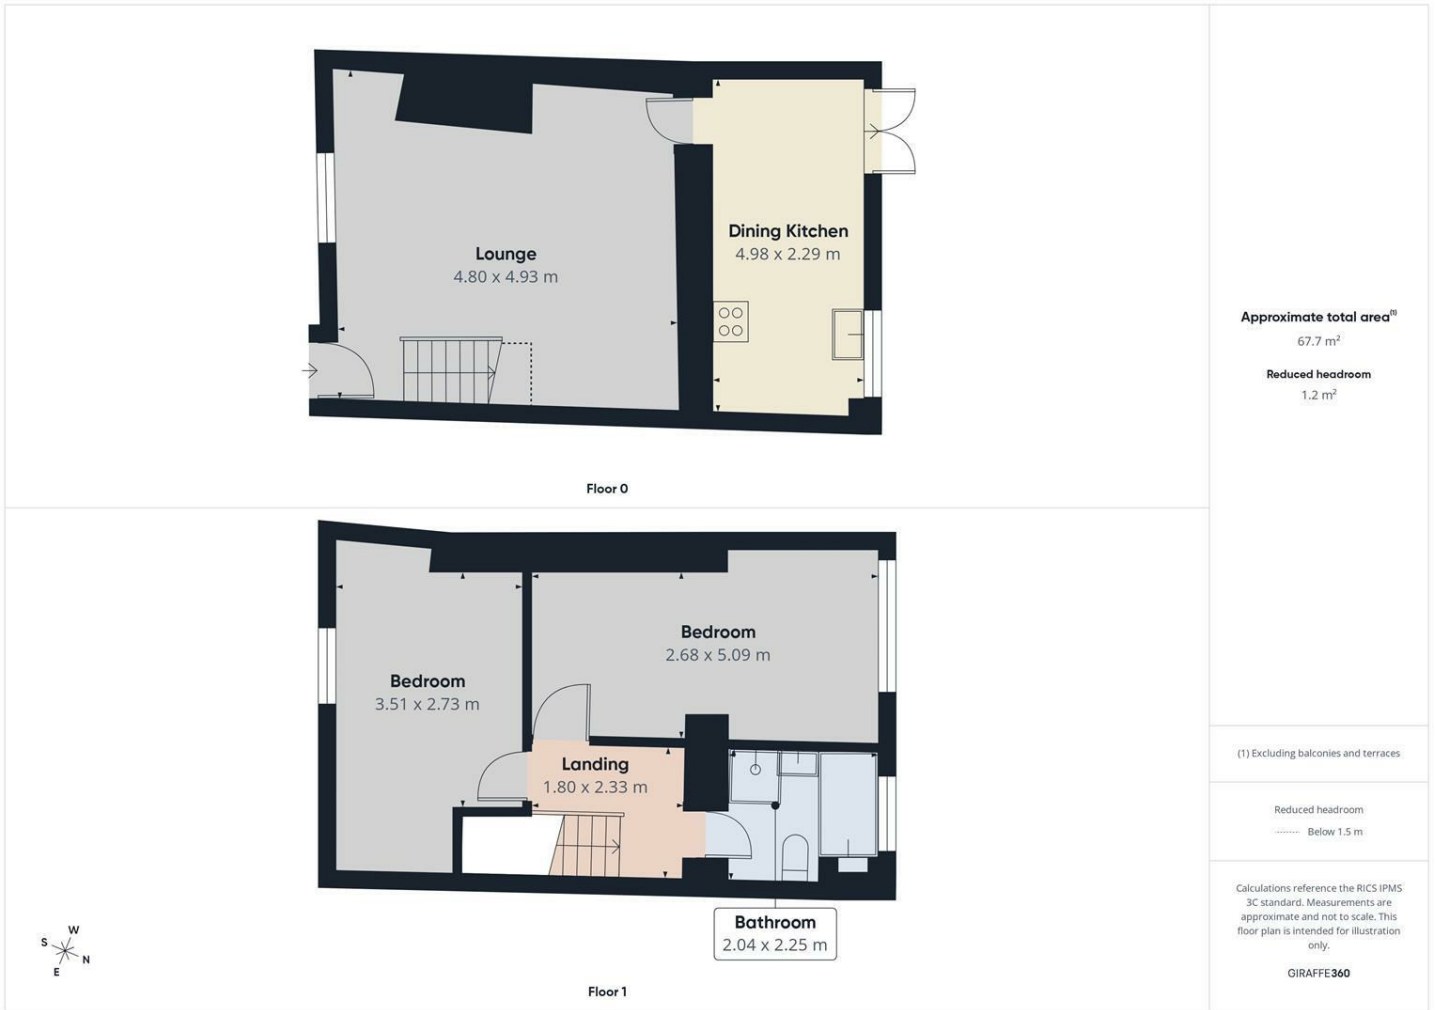 Lounge
4.80 x 4.93 m
Dining Kitchen
4.98 x 2.29 m
Floor 0
Bedroom
3.51 x 2.73 m
Bedroom
2.68 x 5.09 m
Landing
1.80 x 2.33 m
Bathroom
2.04 x 2.25 m
W
S
N
E
Floor 1
Approximate total area(1)
67.7 m²
Reduced headroom
1.2 m²
(1) Excluding balconies and terraces
Reduced headroom
Below 1.5 m
Calculations reference the RICS IPMS
3C standard. Measurements are
approximate and not to scale. This
floor plan is intended for illustration
only.
GIRAFFE360